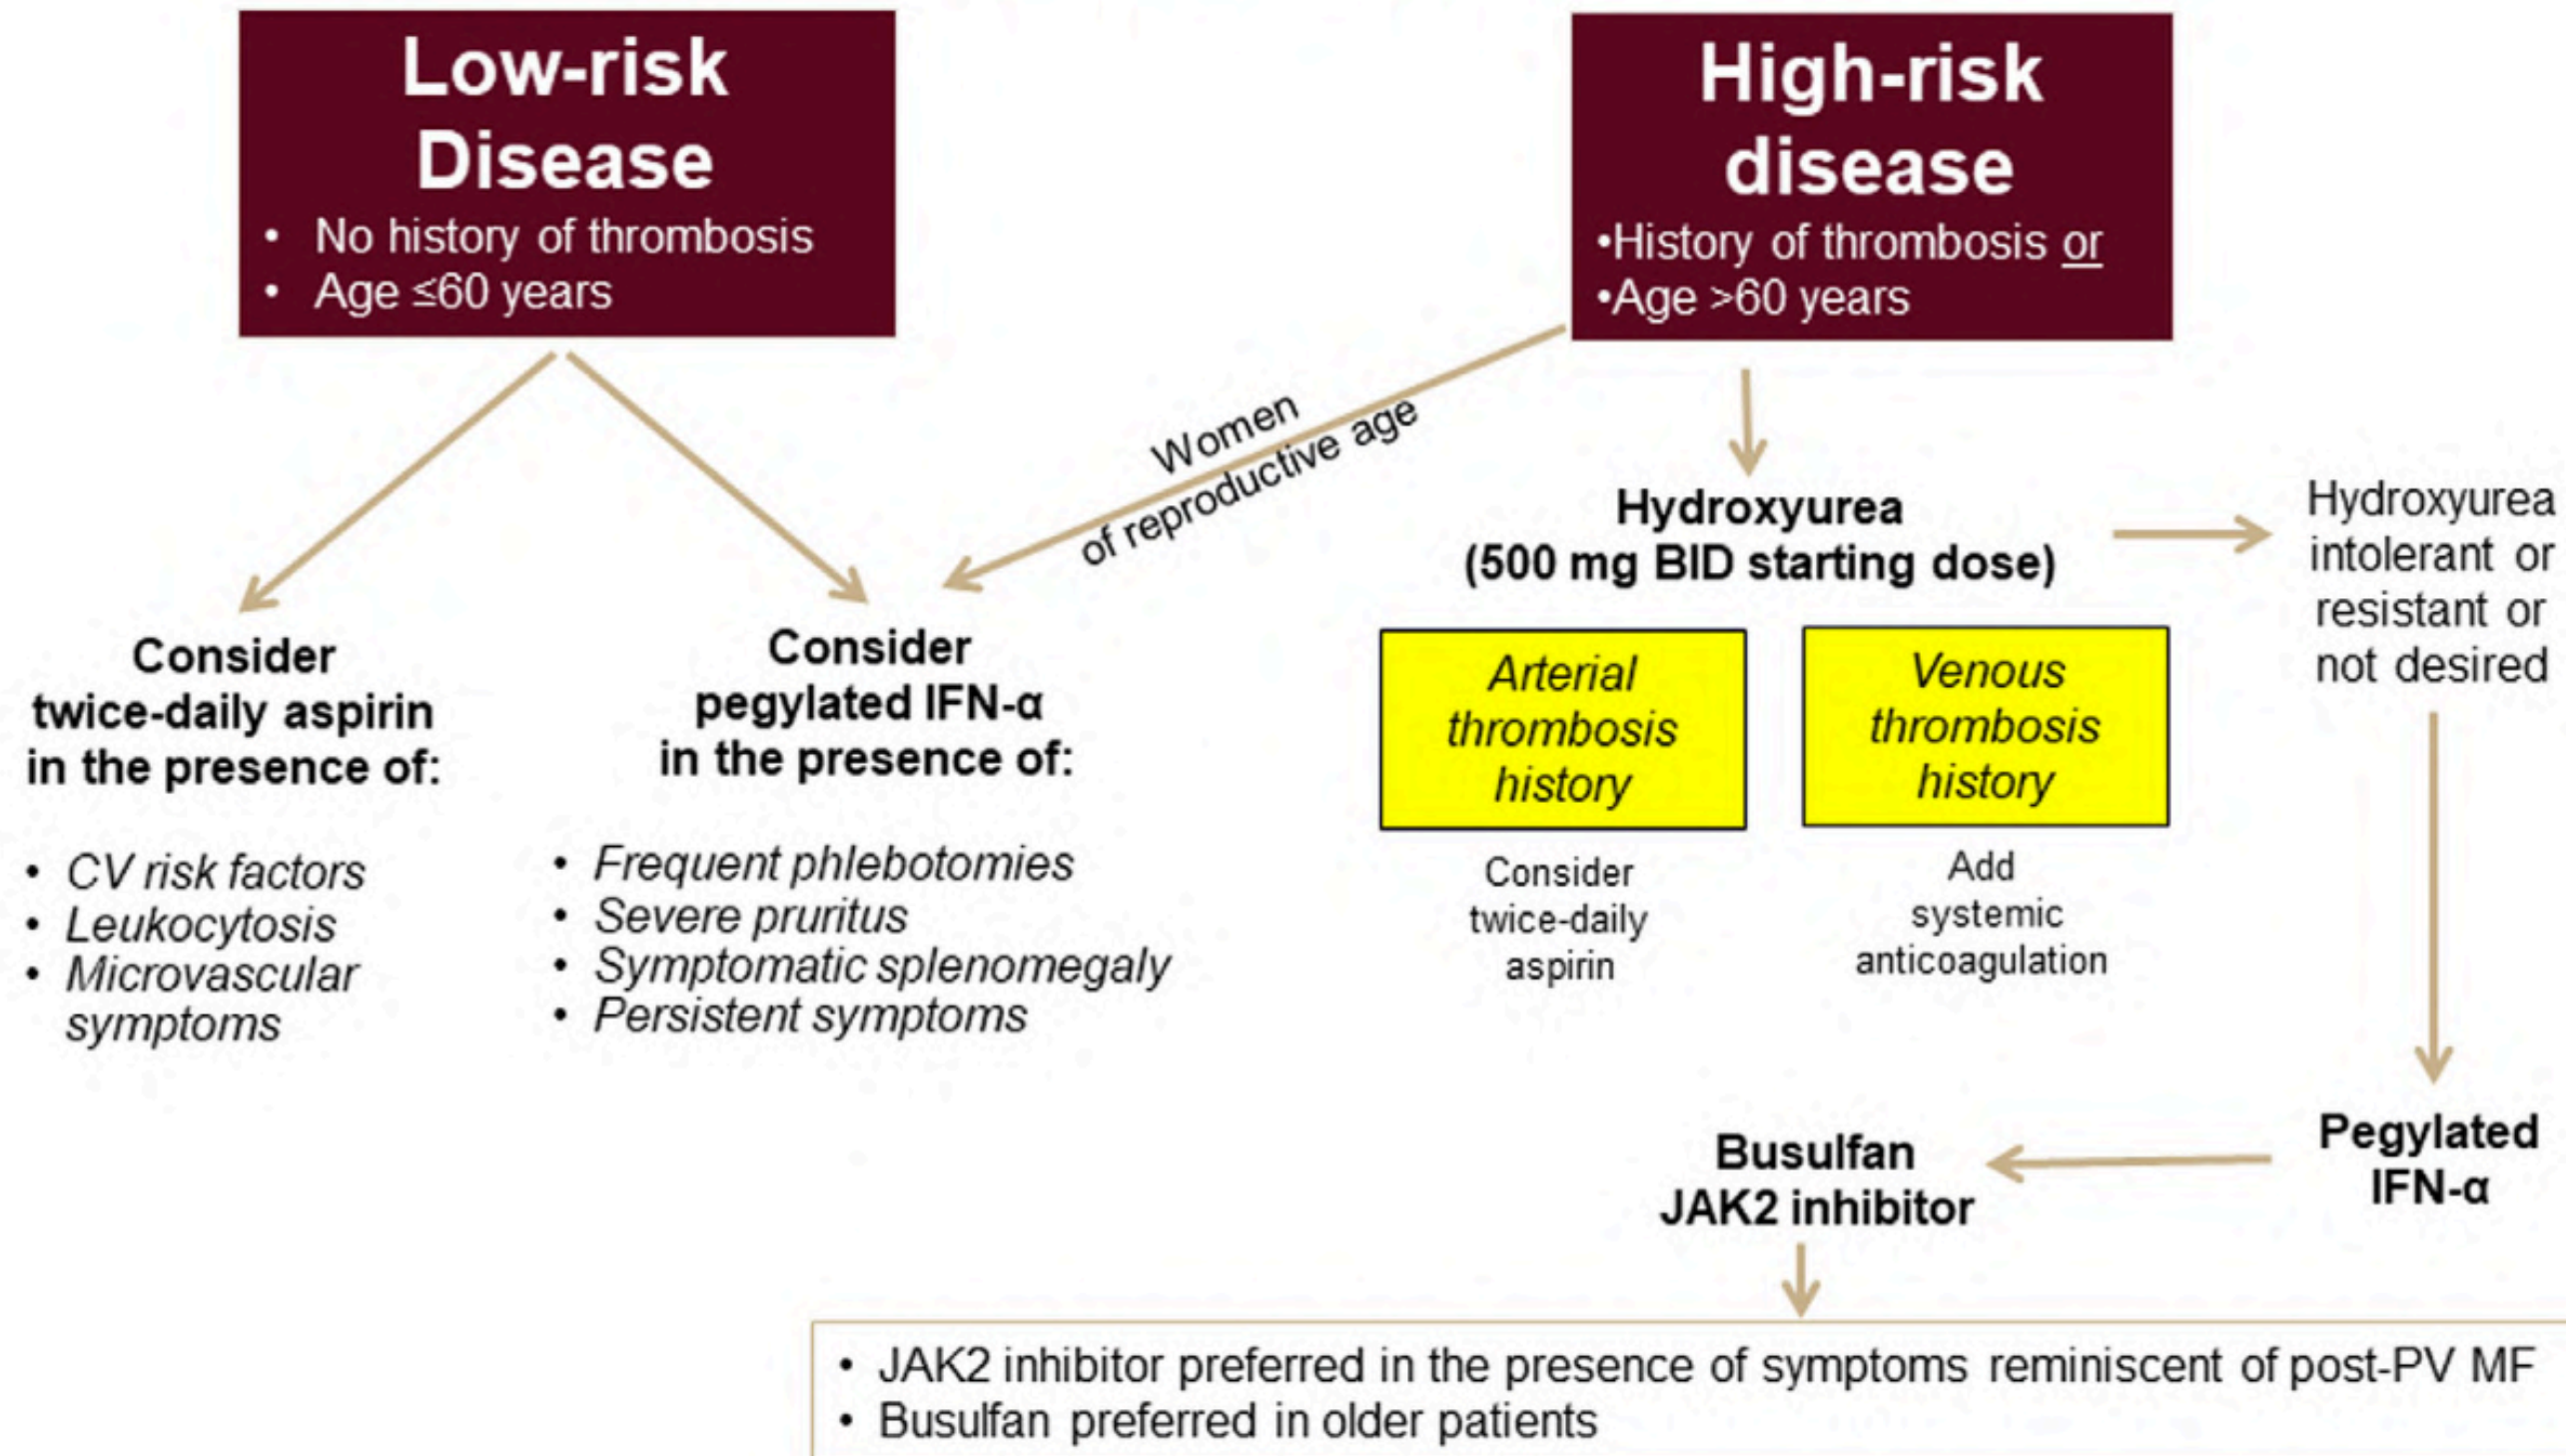 Low-risk
Disease
• No history of thrombosis
• Age ≤60 years
High-risk
disease
•History of thrombosis or
•Age >60 years
Women
of reproductive age
Consider
twice-daily aspirin
in the presence of:
• CV risk factors
• Leukocytosis
• Microvascular
symptoms
Consider
pegylated IFN-α
in the presence of:
• Frequent phlebotomies
• Severe pruritus
• Symptomatic splenomegaly
• Persistent symptoms
Hydroxyurea
(500 mg BID starting dose)
Arterial
thrombosis
history
Consider
twice-daily
aspirin
Venous
thrombosis
history
Add
systemic
anticoagulation
Hydroxyurea
intolerant or
resistant or
not desired
Pegylated
IFN-α
Busulfan
JAK2 inhibitor
• JAK2 inhibitor preferred in the presence of symptoms reminiscent of post-PV MF
• Busulfan preferred in older patients